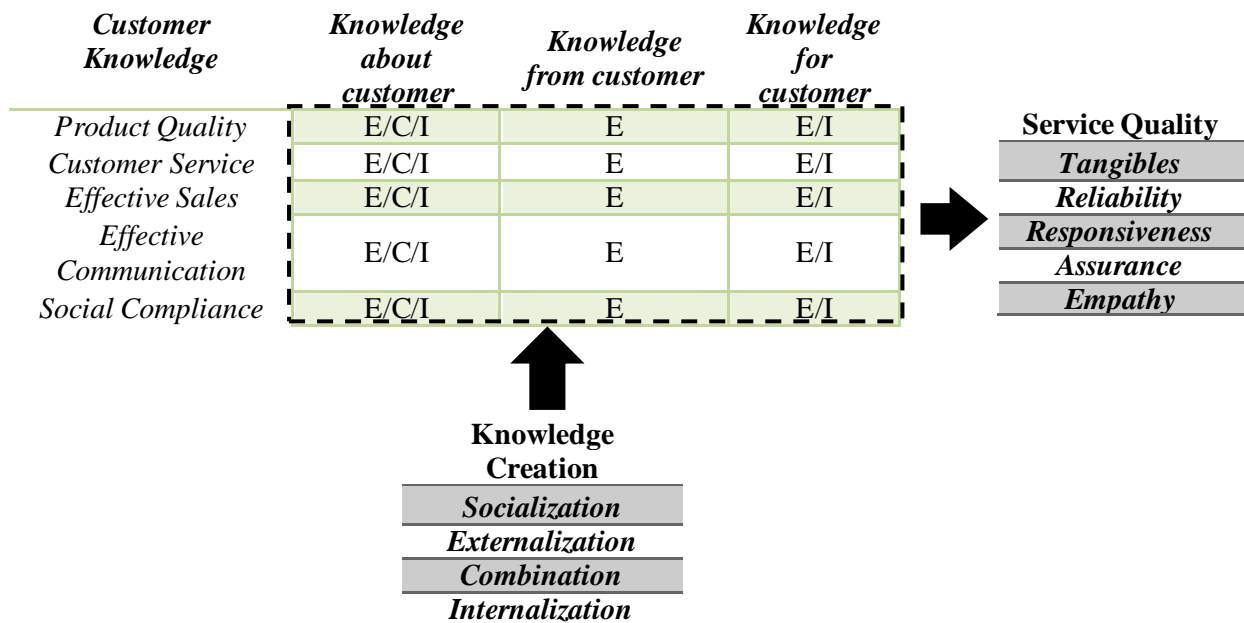 Customer Knowledge about Knowledge from customer Knowledge for
Knowledge customer customer
Product Quality E/C/I E E/I
Customer Service E/C/I E E/I
Effective Sales E/C/I E E/I
Effective
Communication E/C/I E E/I
Social Compliance E/C/I E E/I
Service Quality
Tangibles
Reliability
Responsiveness
Assurance
Empathy
Knowledge
Creation
Socialization
Externalization
Combination
Internalization